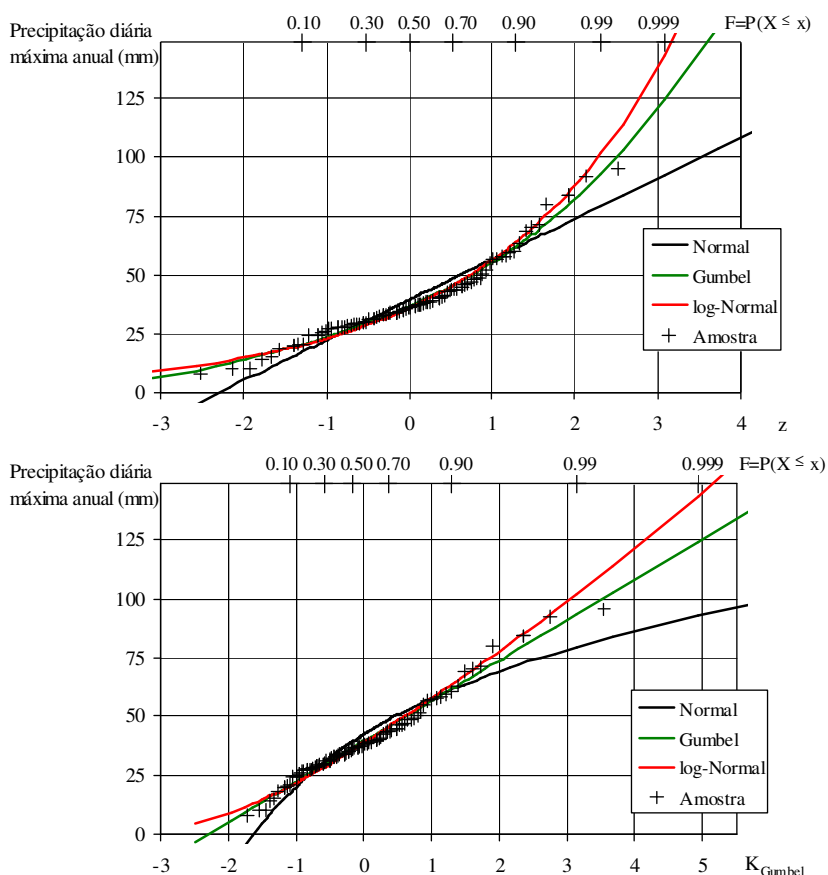 0.10 0.30 0.50 0.70 0.90 0.99 0.999 F=P(X ≤ x)
Precipitação diária
máxima anual (mm)
125
100
75
50
25
0
-3 -2 -1 0 1 2 3 4 z
Normal
Gumbel
log-Normal
Amostra
0.10 0.30 0.50 0.70 0.90 0.99 0.999 F=P(X ≤ x)
Precipitação diária
máxima anual (mm)
125
100
75
50
25
0
-3 -2 -1 0 1 2 3 4 5 K_Gumbel
Normal
Gumbel
log-Normal
Amostra